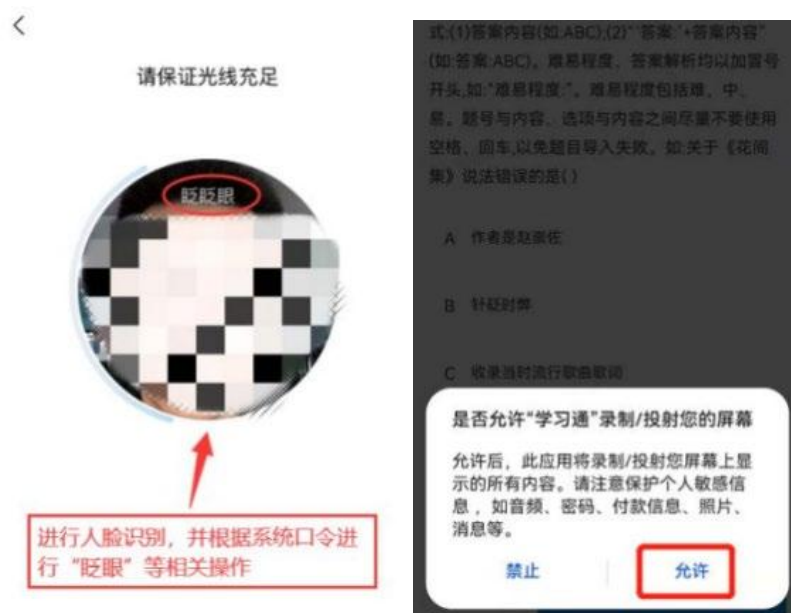 请保证光线充足
眨眨眼
进行人脸识别，并根据系统口令进
行“眨眼”等相关操作
式:(1)答案内容(如:ABC);(2)"答案:'+答案内容"
(如:答案:ABC)。难易程度、答案解析均以加冒号
开头,如:"难易程度:"。难易程度包括难、中、
易。题号与内容、选项与内容之间尽量不要使用
空格、回车,以免题目导入失败。如:关于《花间
集》说法错误的是( )
A 作者是赵崇佐
B 针砭时弊
C 收录当时流行歌曲歌词
是否允许“学习通”录制/投射您的屏幕
允许后，此应用将录制/投射您屏幕上显
示的所有内容。请注意保护个人敏感信
息，如音频、密码、付款信息、照片、
消息等。
禁止 允许